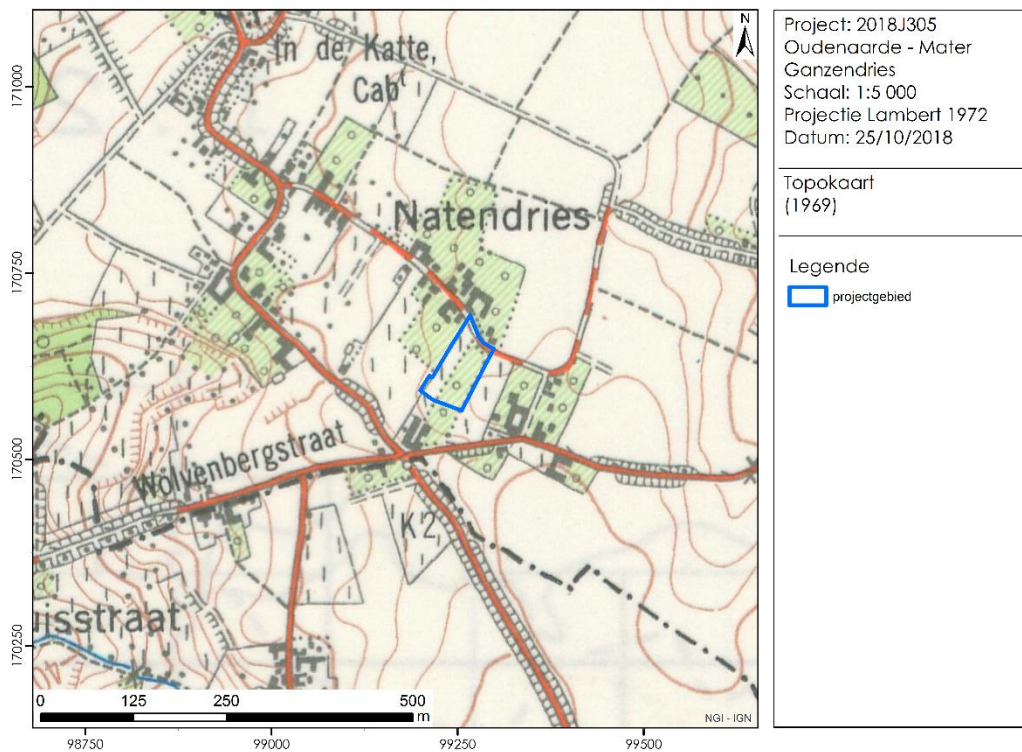 In de Katte,
Cab^t
Natendries
Wolvenbergstraat
K 2
ijsstraat
N
171000
170750
170500
170250
98750
99000
99250
99500
0 125 250 500
m
NGI - IGN
Project: 2018J305
Oudenaarde - Mater
Ganzendries
Schaal: 1:5 000
Projectie Lambert 1972
Datum: 25/10/2018
Topokaart
(1969)
Legende
projectgebied